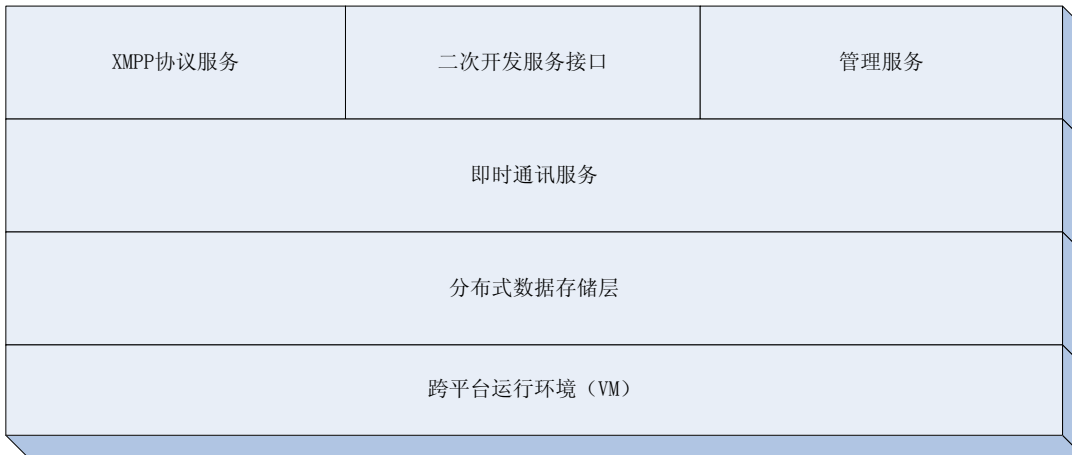 XMPP协议服务
二次开发服务接口
管理服务
即时通讯服务
分布式数据存储层
跨平台运行环境（VM）